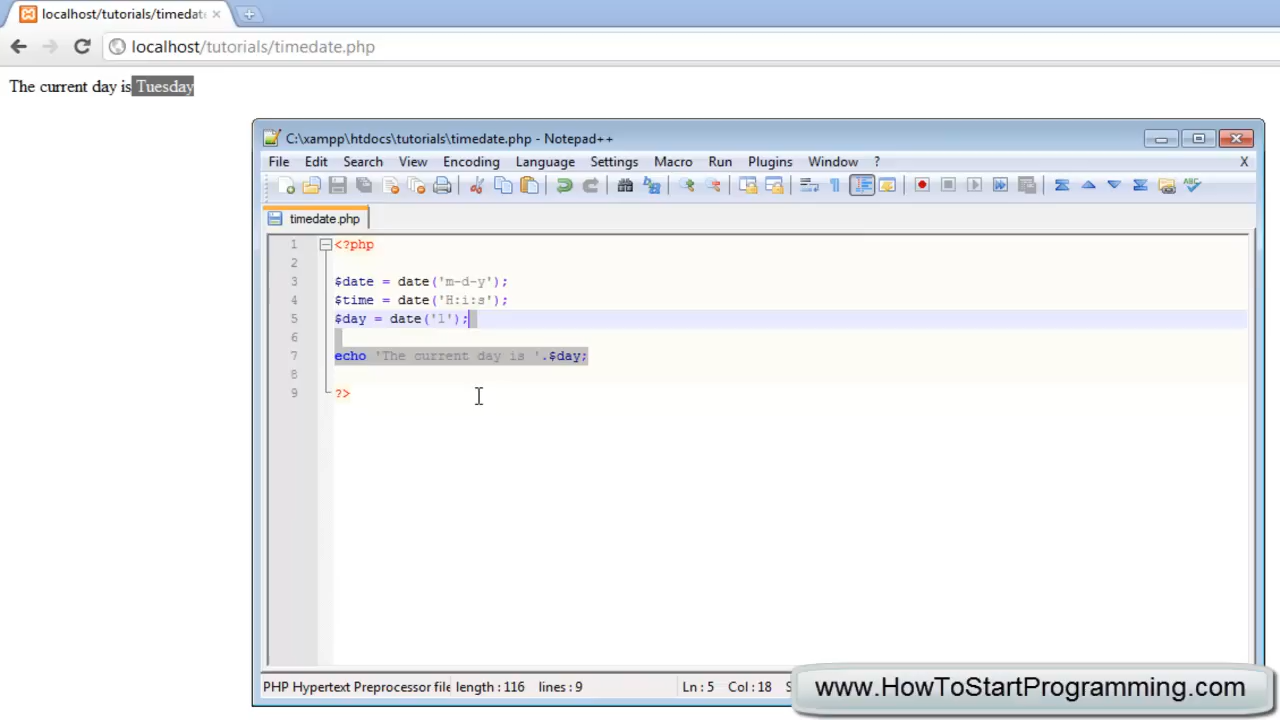 localhost/tutorials/timedate
localhost/tutorials/timedate.php
The current day is Tuesday
C:\xampp\htdocs\tutorials\timedate.php - Notepad++
File Edit Search View Encoding Language Settings Macro Run Plugins Window ? X
timedate.php
1 <?php
2
3 $date = date('m-d-y');
4 $time = date('H:i:s');
5 $day = date('l');
6
7 echo 'The current day is '.$day;
8
9 ?>
PHP Hypertext Preprocessor file length : 116 lines : 9 Ln : 5 Col : 18 S
www.HowToStartProgramming.com